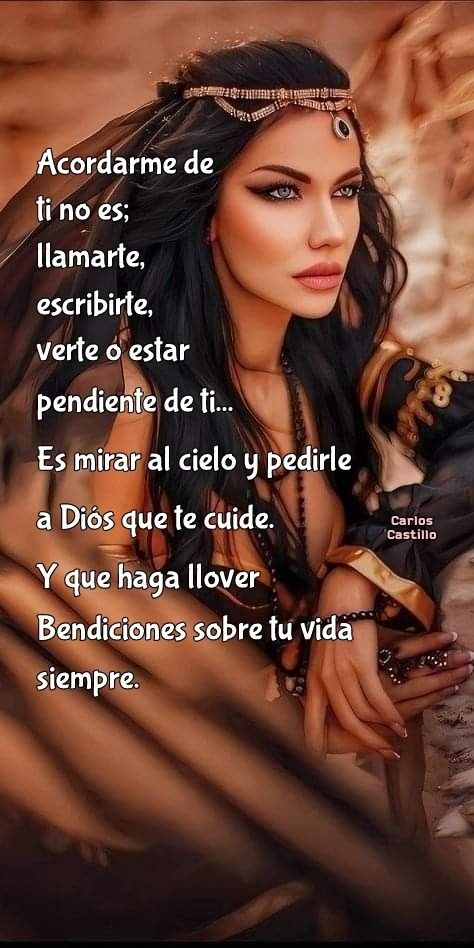 Acordarme de
ti no es;
llamarte,
escribirte,
verte o estar
pendiente de ti...
Es mirar al cielo y pedirle
a Diós que te cuide.
Y que haga llover
Bendiciones sobre tu vida
siempre.
Carlos
Castillo